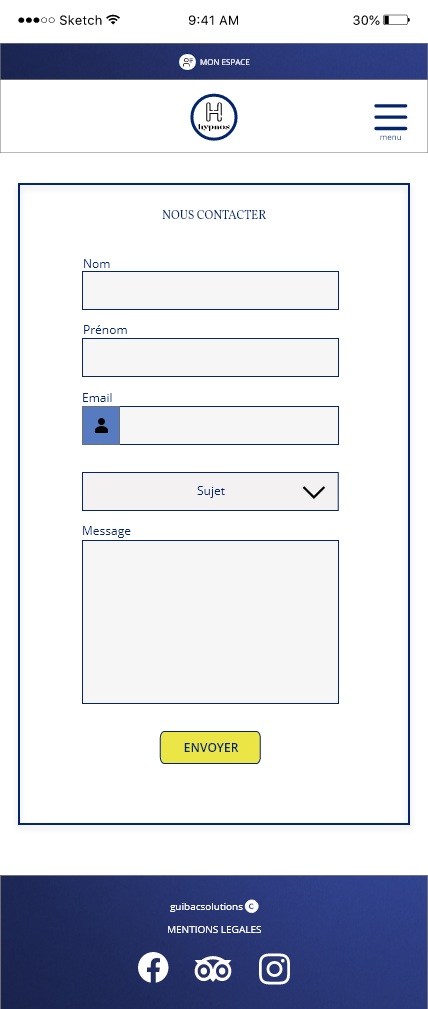 Sketch
9:41 AM
30%
MON ESPACE
H
hypnos
menu
NOUS CONTACTER
Nom
Prénom
Email
Sujet
Message
ENVOYER
guibacsolutions C
MENTIONS LEGALES